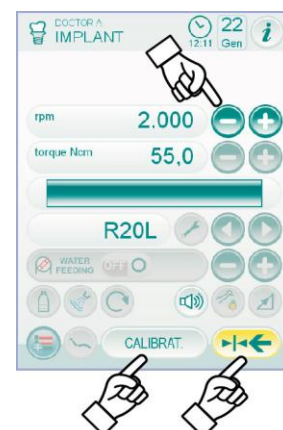 DOCTOR A
IMPLANT
12:11
22
Gen
i
rpm
2.000
torque Ncm
55,0
R20L
WATER
FEEDING
OFF
CALIBRAT.